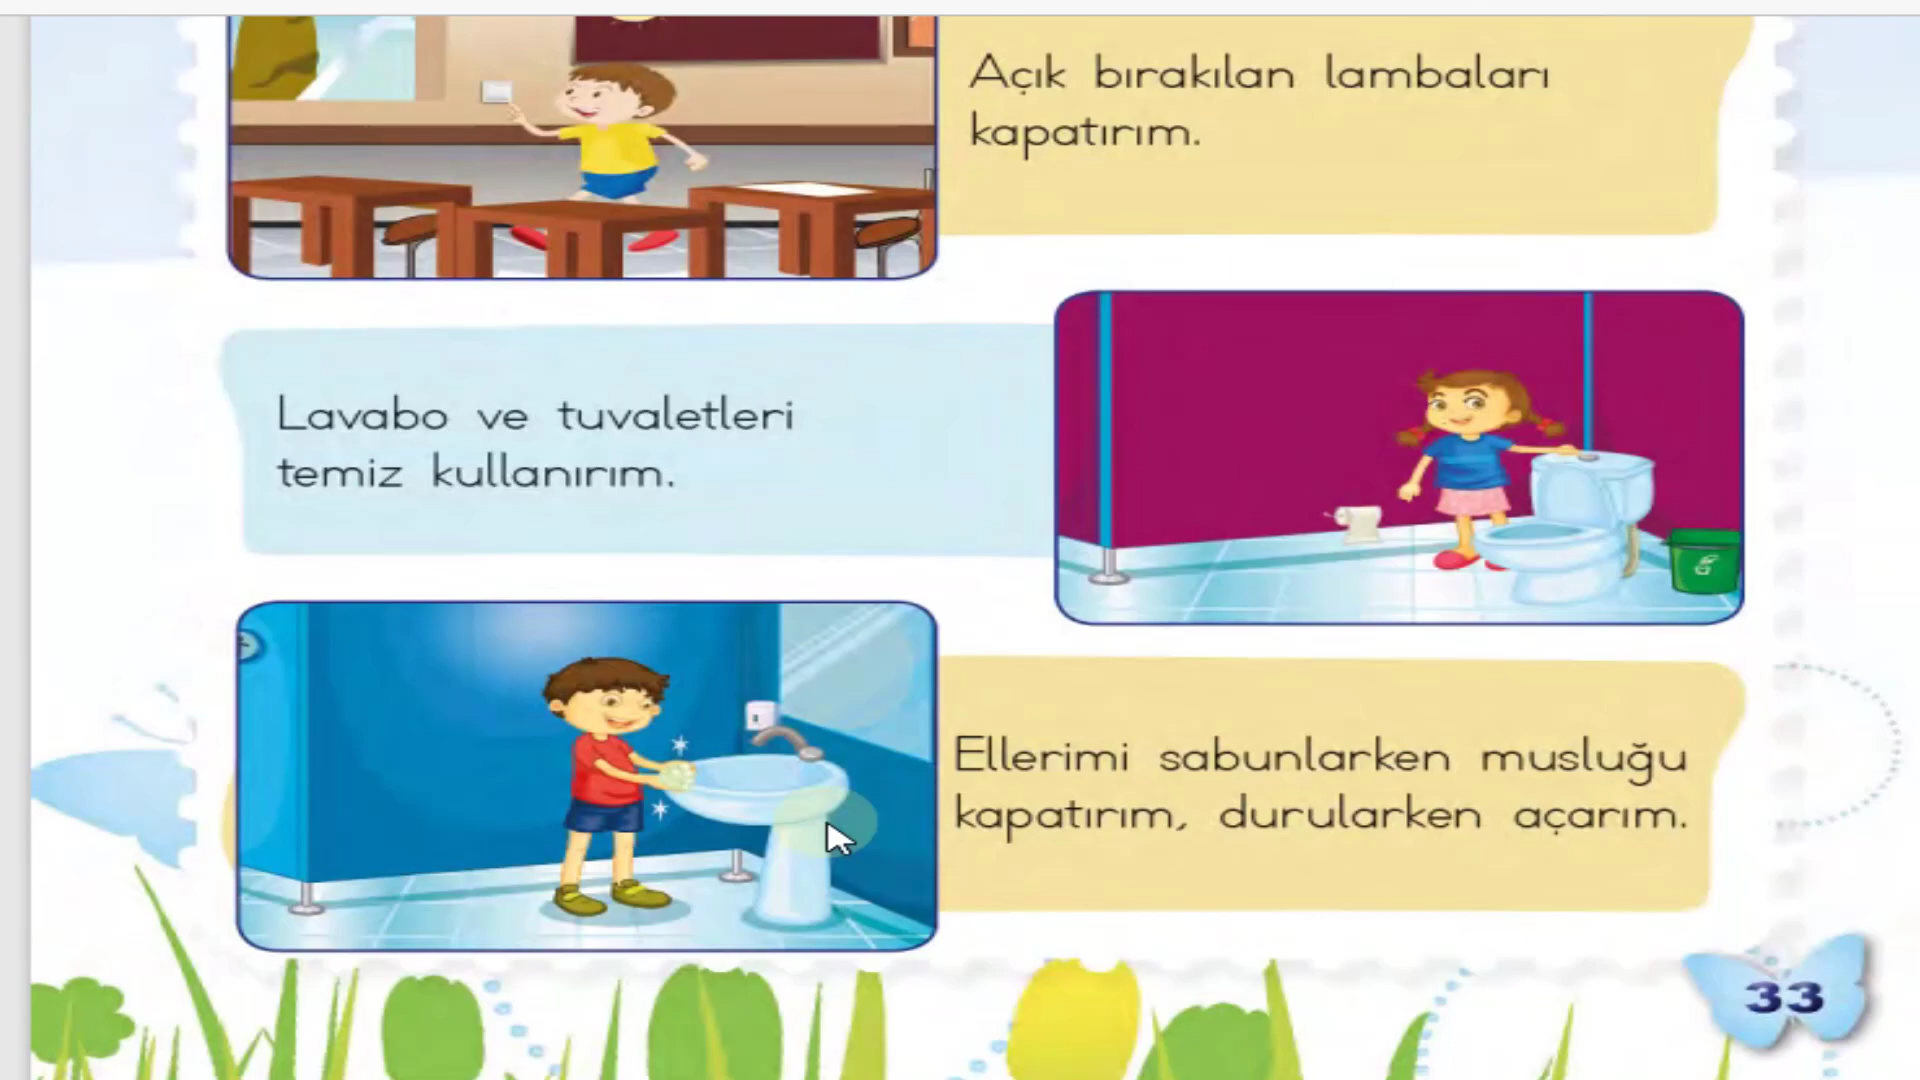 Açık bırakılan lambaları
kapatırım.
Lavabo ve tuvaletleri
temiz kullanırım.
Ellerimi sabunlarken musluğu
kapatırım, durularken açarım.
33